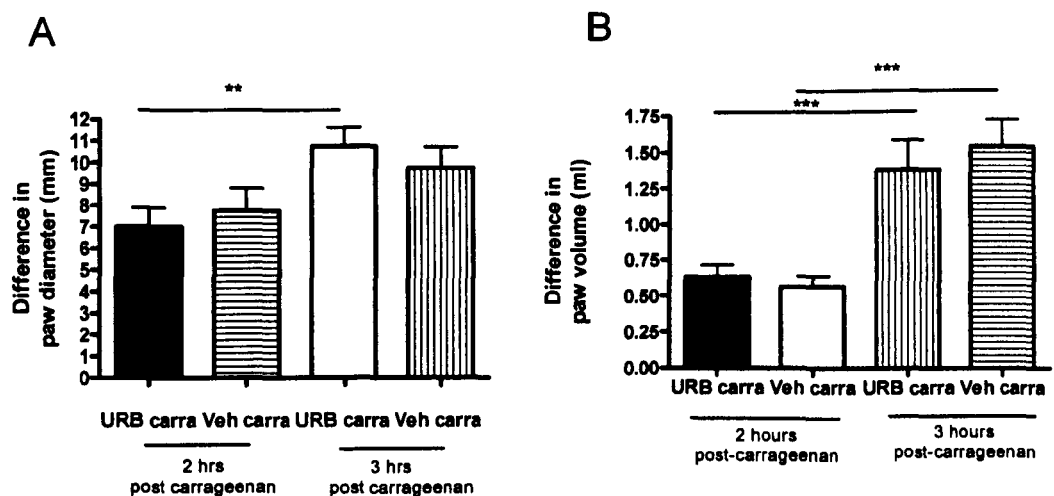 A
**
12
11
10
9
8
7
6
5
4
3
2
1
0
Difference in
paw diameter (mm)
URB carra Veh carra URB carra Veh carra
2 hrs
post carrageenan
3 hrs
post carrageenan
B
***
***
1.75
1.50
1.25
1.00
0.75
0.50
0.25
0.00
Difference in
paw volume (ml)
URB carra Veh carra URB carra Veh carra
2 hours
post-carrageenan
3 hours
post-carrageenan